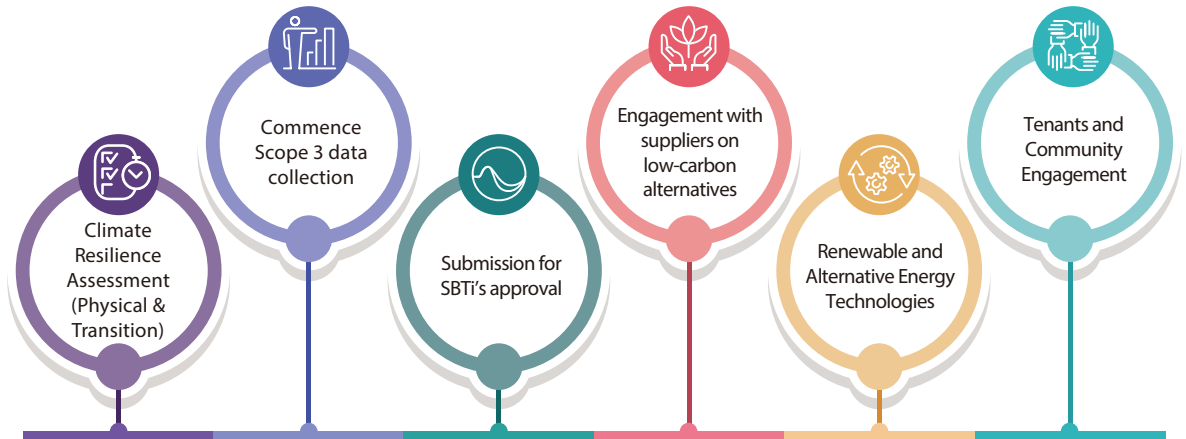 Climate
Resilience
Assessment
(Physical &
Transition)
Commence
Scope 3 data
collection
Submission for
SBTi's approval
Engagement with
suppliers on
low-carbon
alternatives
Renewable and
Alternative Energy
Technologies
Tenants and
Community
Engagement